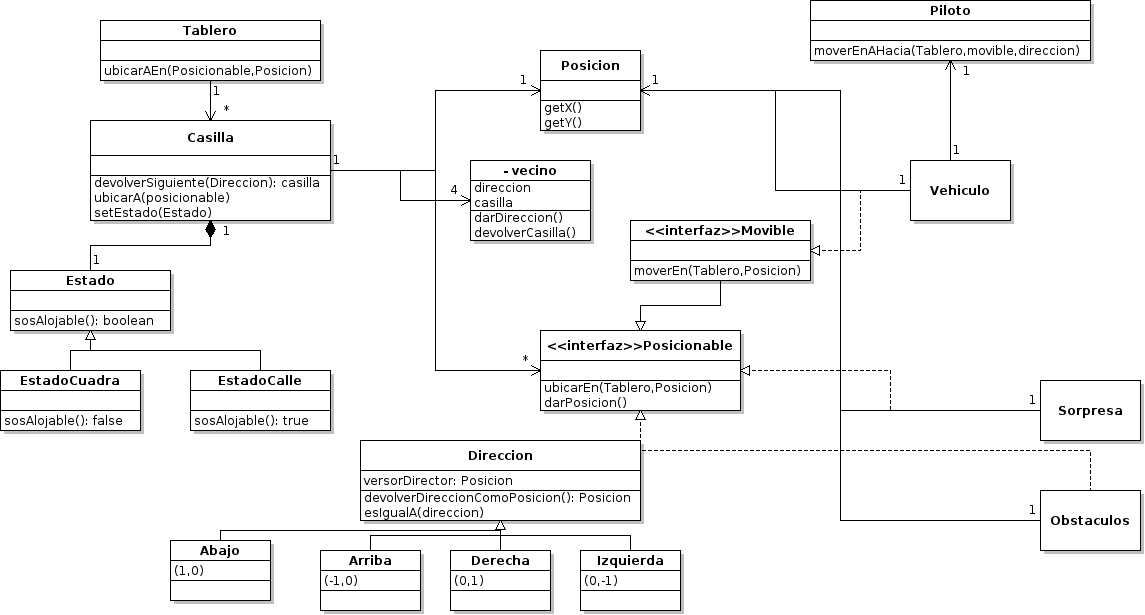 Tablero
ubicarAEn(Posicionable,Posicion)
1
*
Casilla
devolverSiguiente(Direccion): casilla
ubicarA(posicionable)
setEstado(Estado)
1
1
1
Estado
sosAlojable(): boolean
EstadoCuadra
sosAlojable(): false
EstadoCalle
sosAlojable(): true
1
Posicion
getX()
getY()
1
4
- vecino
direccion
casilla
darDireccion()
devolverCasilla()
Piloto
moverEnAHacia(Tablero,movible,direccion)
1
1
1
Vehiculo
<<interfaz>>Movible
moverEn(Tablero,Posicion)
*
<<interfaz>>Posicionable
ubicarEn(Tablero,Posicion)
darPosicion()
1
Sorpresa
1
Obstaculos
Direccion
versorDirector: Posicion
devolverDireccionComoPosicion(): Posicion
esIgualA(direccion)
Abajo
(1,0)
Arriba
(-1,0)
Derecha
(0,1)
Izquierda
(0,-1)